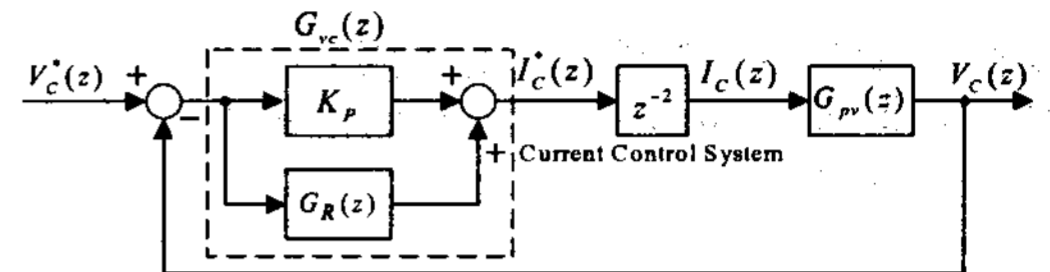 G_vc(z)
V_C^*(z) + I_C^*(z) I_C(z) V_C(z)
+
−
K_P
z^{-2}
G_pv(z)
+ Current Control System
G_R(z)